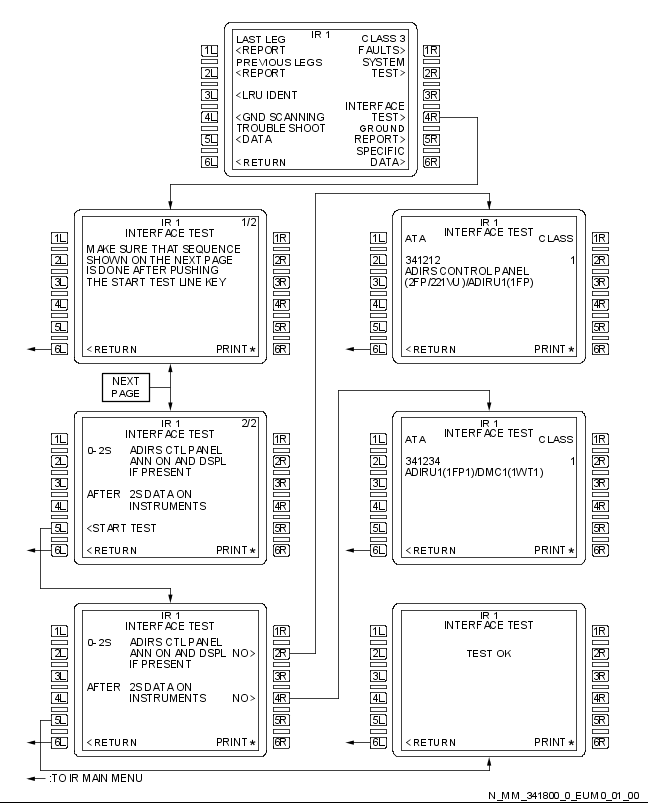 IR 1
LAST LEG CLASS 3
1L <REPORT FAULTS> 1R
PREVIOUS LEGS SYSTEM
2L <REPORT TEST> 2R
3L <LRU IDENT 3R
INTERFACE
4L <GND SCANNING TEST> 4R
TROUBLE SHOOT GROUND
5L <DATA REPORT> 5R
SPECIFIC
6L <RETURN DATA> 6R
IR 1 1/2
INTERFACE TEST
1L 1R
MAKE SURE THAT SEQUENCE
2L SHOWN ON THE NEXT PAGE 2R
IS DONE AFTER PUSHING
3L THE START TEST LINE KEY 3R
4L 4R
5L 5R
6L <RETURN PRINT* 6R
IR 1
INTERFACE TEST
1L ATA CLASS 1R
2L 341212 1 2R
ADIRS CONTROL PANEL
3L (2FP/221VU)/ADIRU1(1FP) 3R
4L 4R
5L 5R
6L <RETURN PRINT* 6R
NEXT
PAGE
IR 1 2/2
INTERFACE TEST
1L 1R
0-2S ADIRS CTL PANEL
2L ANN ON AND DSPL 2R
IF PRESENT
3L 3R
AFTER 2S DATA ON
4L INSTRUMENTS 4R
5L <START TEST 5R
6L <RETURN PRINT* 6R
IR 1
INTERFACE TEST
1L ATA CLASS 1R
2L 341234 1 2R
ADIRU1(1FP1)/DMC1(1WT1)
3L 3R
4L 4R
5L 5R
6L <RETURN PRINT* 6R
IR 1
INTERFACE TEST
1L 1R
0-2S ADIRS CTL PANEL
2L ANN ON AND DSPL NO> 2R
IF PRESENT
3L 3R
AFTER 2S DATA ON
4L INSTRUMENTS NO> 4R
5L 5R
6L <RETURN PRINT* 6R
IR 1
INTERFACE TEST
1L 1R
2L TEST OK 2R
3L 3R
4L 4R
5L 5R
6L <RETURN PRINT* 6R
:TO IR MAIN MENU
N_MM_341800_0_EUM0_01_00